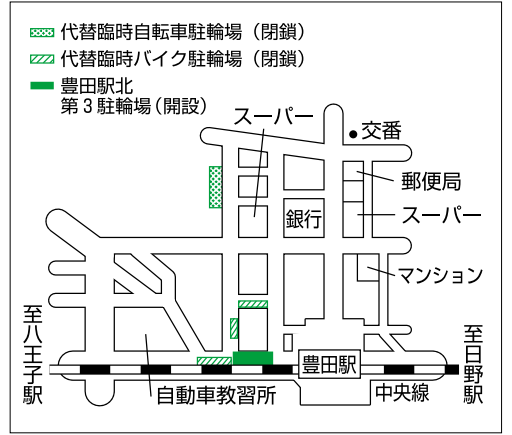 代替臨時自転車駐輪場（閉鎖）
代替臨時バイク駐輪場（閉鎖）
豊田駅北
第3駐輪場（開設）
スーパー
交番
郵便局
銀行
スーパー
マンション
至八王子駅
至日野駅
豊田駅
自動車教習所
中央線